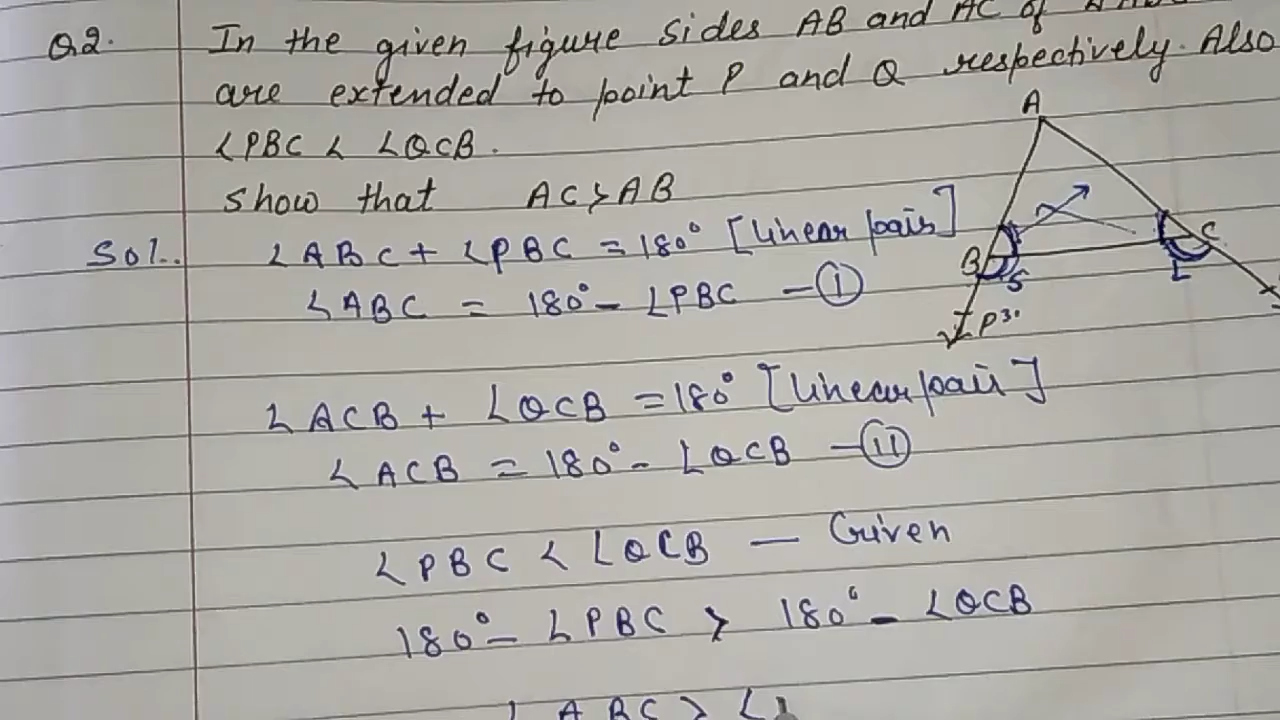 Q2. In the given figure sides AB and AC of
are extended to point P and Q respectively. Also
∠PBC < ∠QCB.
show that AC > AB
Sol.. ∠ABC + ∠PBC = 180° [Linear pair]
∠ABC = 180° - ∠PBC — (I)
∠ACB + ∠QCB = 180° [Linear pair]
∠ACB = 180° - ∠QCB — (II)
∠PBC < ∠QCB — Given
180° - ∠PBC > 180° - ∠QCB
∠ABC > ∠
A
B
C
S
L
P